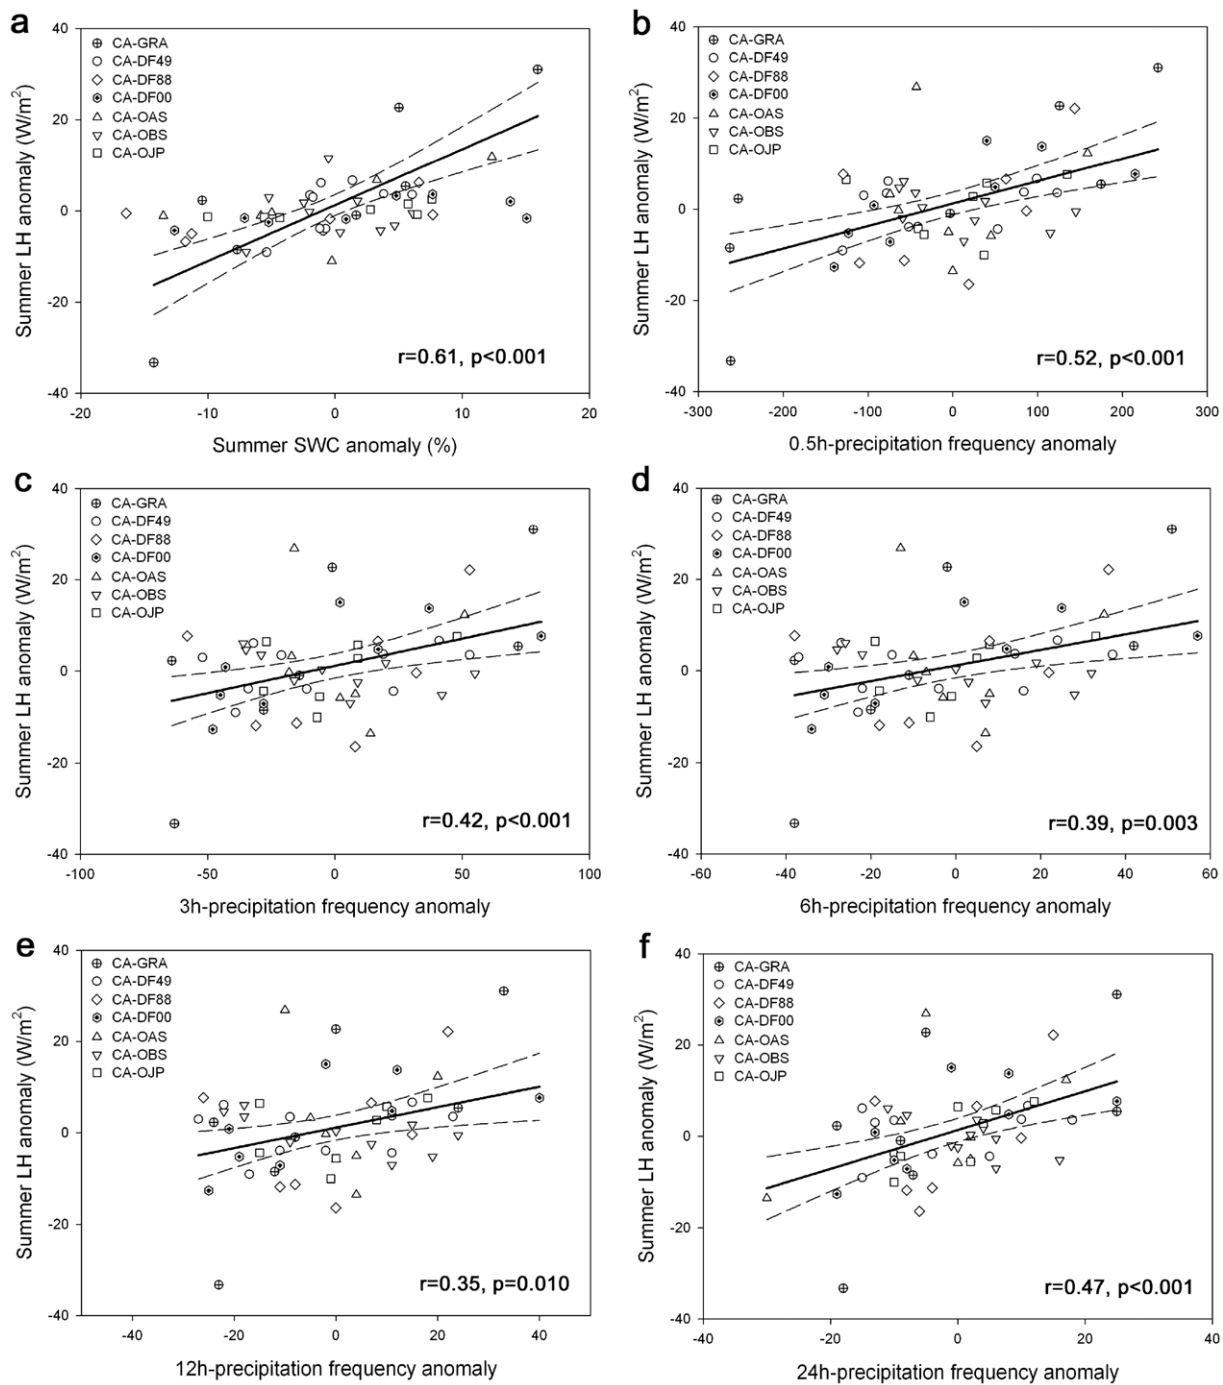 a
Summer LH anomaly (W/m²)
40
20
0
-20
-40
CA-GRA
CA-DF49
CA-DF88
CA-DF00
CA-OAS
CA-OBS
CA-OJP
r=0.61, p<0.001
-20 -10 0 10 20
Summer SWC anomaly (%)
b
Summer LH anomaly (W/m²)
40
20
0
-20
-40
CA-GRA
CA-DF49
CA-DF88
CA-DF00
CA-OAS
CA-OBS
CA-OJP
r=0.52, p<0.001
-300 -200 -100 0 100 200 300
0.5h-precipitation frequency anomaly
c
Summer LH anomaly (W/m²)
40
20
0
-20
-40
CA-GRA
CA-DF49
CA-DF88
CA-DF00
CA-OAS
CA-OBS
CA-OJP
r=0.42, p<0.001
-100 -50 0 50 100
3h-precipitation frequency anomaly
d
Summer LH anomaly (W/m²)
40
20
0
-20
-40
CA-GRA
CA-DF49
CA-DF88
CA-DF00
CA-OAS
CA-OBS
CA-OJP
r=0.39, p=0.003
-60 -40 -20 0 20 40 60
6h-precipitation frequency anomaly
e
Summer LH anomaly (W/m²)
40
20
0
-20
-40
CA-GRA
CA-DF49
CA-DF88
CA-DF00
CA-OAS
CA-OBS
CA-OJP
r=0.35, p=0.010
-40 -20 0 20 40
12h-precipitation frequency anomaly
f
Summer LH anomaly (W/m²)
40
20
0
-20
-40
CA-GRA
CA-DF49
CA-DF88
CA-DF00
CA-OAS
CA-OBS
CA-OJP
r=0.47, p<0.001
-40 -20 0 20 40
24h-precipitation frequency anomaly